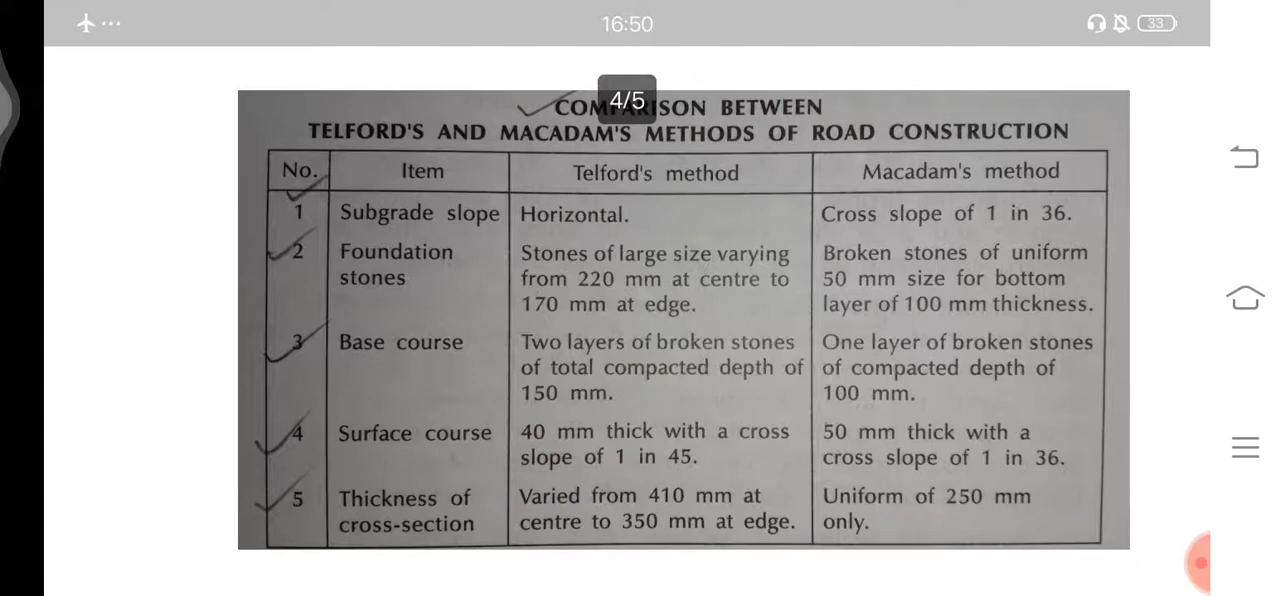 16:50
33
4/5
COMPARISON BETWEEN
TELFORD'S AND MACADAM'S METHODS OF ROAD CONSTRUCTION
No. Item Telford's method Macadam's method
1 Subgrade slope Horizontal. Cross slope of 1 in 36.
2 Foundation Stones of large size varying Broken stones of uniform
stones from 220 mm at centre to 50 mm size for bottom
170 mm at edge. layer of 100 mm thickness.
3 Base course Two layers of broken stones One layer of broken stones
of total compacted depth of of compacted depth of
150 mm. 100 mm.
4 Surface course 40 mm thick with a cross 50 mm thick with a
slope of 1 in 45. cross slope of 1 in 36.
5 Thickness of Varied from 410 mm at Uniform of 250 mm
cross-section centre to 350 mm at edge. only.